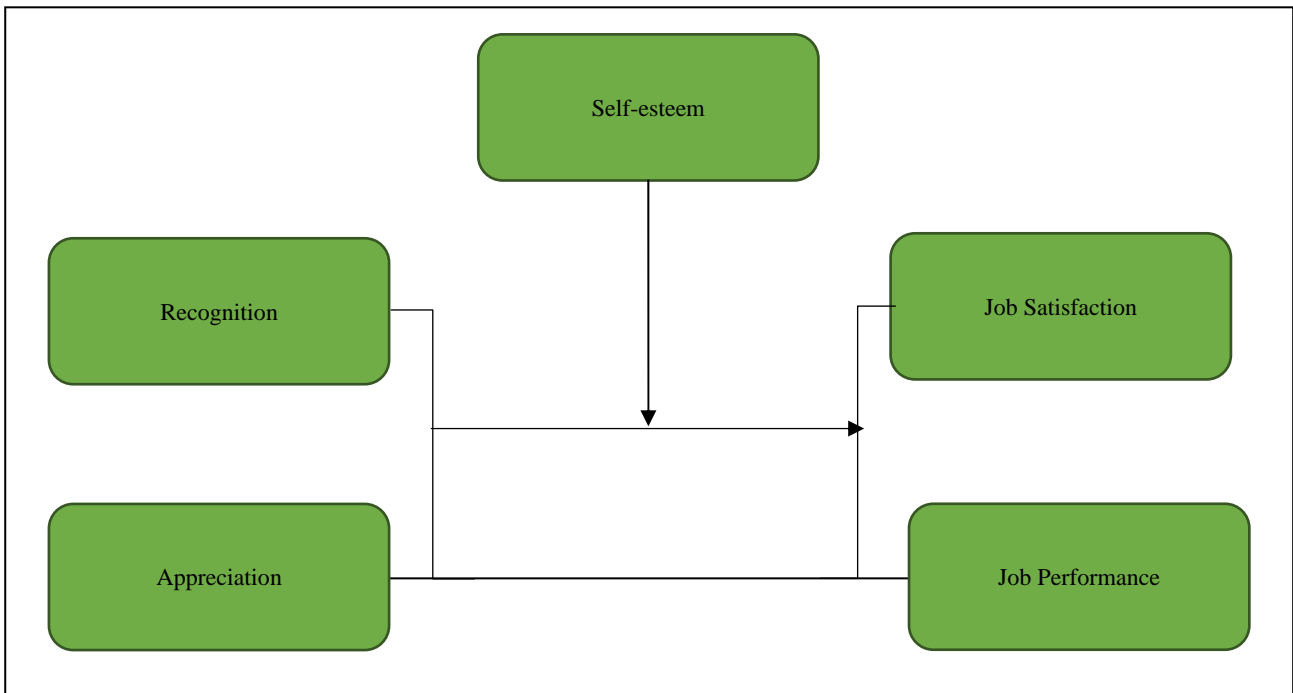 Self-esteem
Recognition
Job Satisfaction
Appreciation
Job Performance